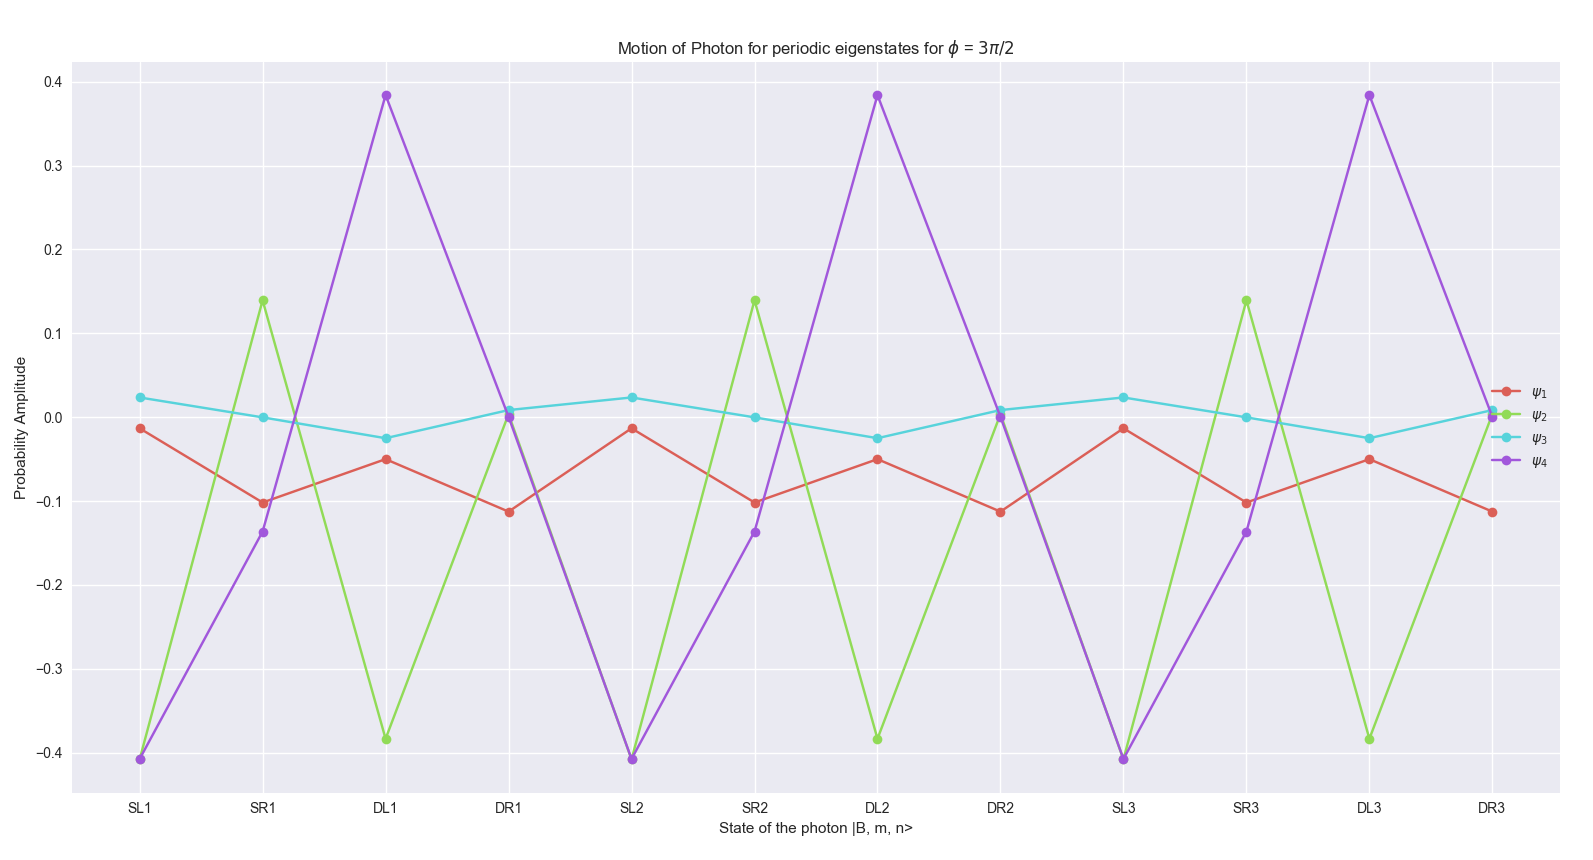 Motion of Photon for periodic eigenstates for ϕ = 3π/2
0.4
0.3
0.2
0.1
0.0
−0.1
−0.2
−0.3
−0.4
Probability Amplitude
ψ1
ψ2
ψ3
ψ4
SL1 SR1 DL1 DR1 SL2 SR2 DL2 DR2 SL3 SR3 DL3 DR3
State of the photon |B, m, n>